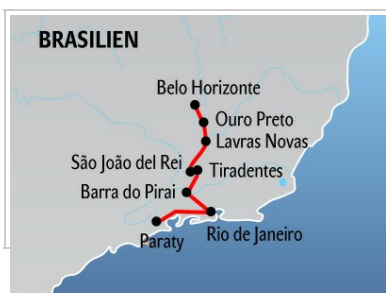 BRASILIEN
Belo Horizonte
Ouro Preto
Lavras Novas
São João del Rei
Tiradentes
Barra do Pirai
Rio de Janeiro
Paraty